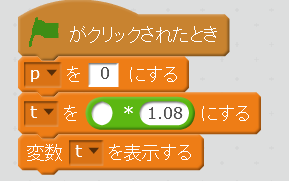 がクリックされたとき
p を 0 にする
t を * 1.08 にする
変数 t を表示する